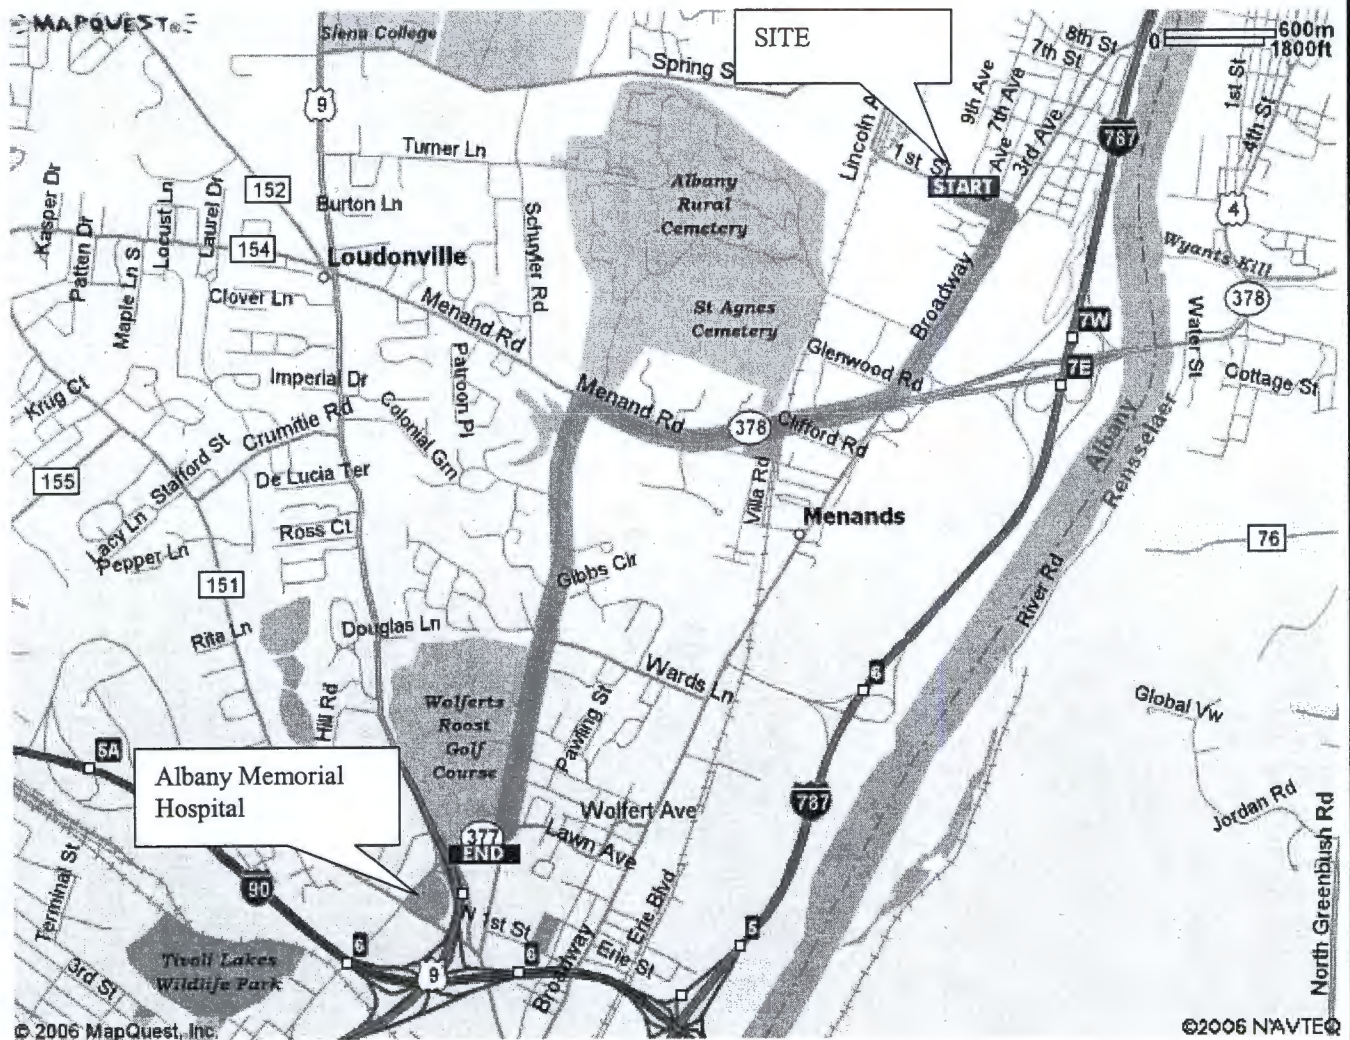 MAPQUEST
Siena College
SITE
600m
0
1800ft
8th St
7th St
Spring S
9th Ave
7th Ave
Ave
3rd Ave
1st St
4th St
9
787
Turner Ln
Lincoln A
1st
S
START
Albany
Rural
Cemetery
152
Burton Ln
Kasper Dr
Patten Dr
Maple Ln S
Locust Ln
Laurel Dr
Schuyler Rd
4
Wyants Kill
154
Loudonville
Clover Ln
Menand Rd
St Agnes
Cemetery
Broadway
378
7W
Water St
Glenwood Rd
7E
Patroon Pl
Imperial Dr
Krug Ct
Cottage St
Menand Rd
378
Clifford Rd
Colonial Grn
Crumitie Rd
Stafford St
Albany
Rensselaer
155
De Lucia Ter
Villa Rd
Lacy Ln
Ross Ct
Menands
Pepper Ln
76
151
Gibbs Cir
River Rd
Rita Ln
Douglas Ln
Wards Ln
6
Wolferts
Roost
Golf
Course
Hill Rd
Pawling St
Global Vw
5A
Albany Memorial
Hospital
787
Wolfert Ave
Jordan Rd
North Greenbush Rd
377
END
Lawn Ave
Terminal St
90
N 1st St
Erie Blvd
5
6
9
6
Broadway
Erie St
Tivoli Lakes
Wildlife Park
3rd St
© 2006 MapQuest, Inc.
©2006 NAVTEQ